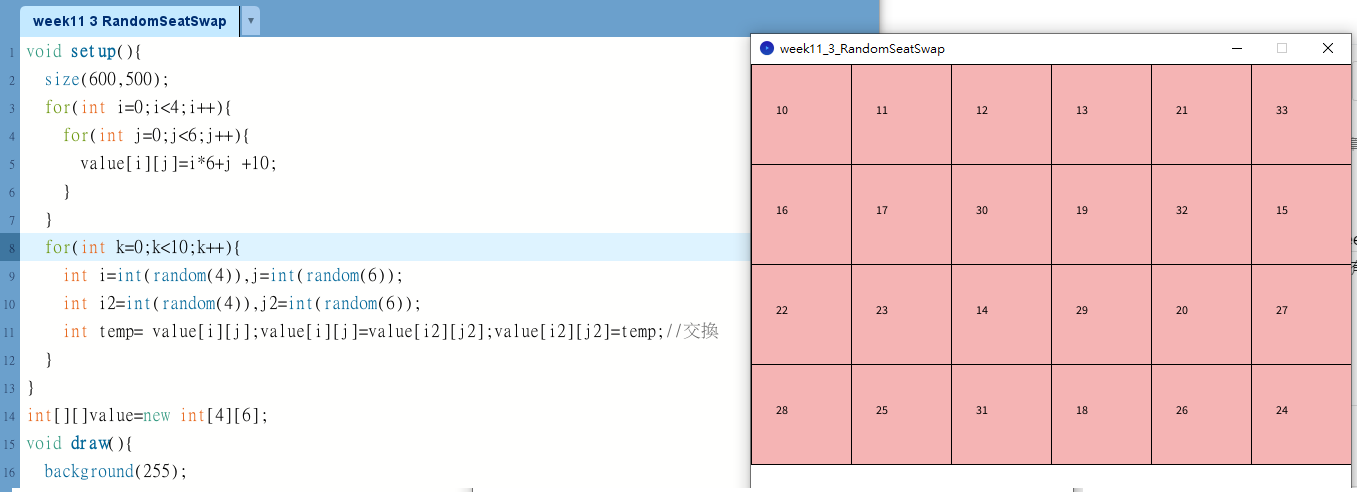 week11 3 RandomSeatSwap
1 void setup(){
2 size(600,500);
3 for(int i=0;i<4;i++){
4 for(int j=0;j<6;j++){
5 value[i][j]=i*6+j +10;
6 }
7 }
8 for(int k=0;k<10;k++){
9 int i=int(random(4)),j=int(random(6));
10 int i2=int(random(4)),j2=int(random(6));
11 int temp= value[i][j];value[i][j]=value[i2][j2];value[i2][j2]=temp;//交換
12 }
13 }
14 int[][]value=new int[4][6];
15 void draw(){
16 background(255);
week11_3_RandomSeatSwap
10 11 12 13 21 33
16 17 30 19 32 15
22 23 14 29 20 27
28 25 31 18 26 24